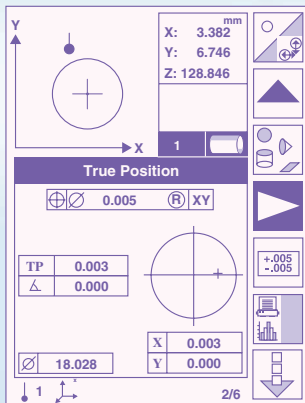 Y
X
mm
X: 3.382
Y: 6.746
Z: 128.846
1
True Position
⌀ 0.005 Ⓡ XY
TP 0.003
∡ 0.000
X 0.003
Y 0.000
⌀ 18.028
1
2/6
+.005
-.005